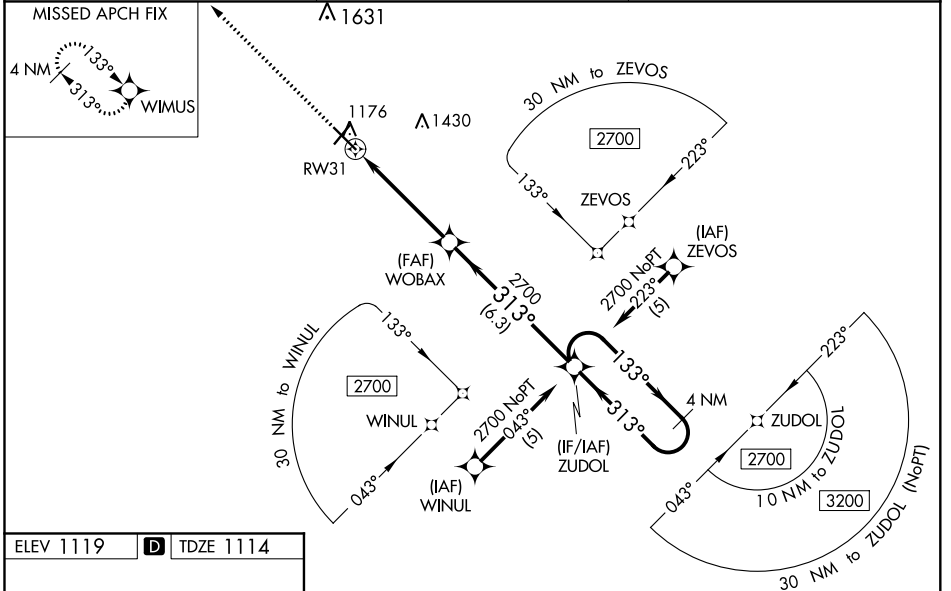 MISSED APCH FIX
4 NM
133°
313°
WIMUS
1631
1176
1430
RW31
30 NM to ZEVOS
2700
133°
223°
ZEVOS
(IAF)
ZEVOS
2700 NoPT
223°
(5)
(FAF)
WOBAX
2700
313°
(6.3)
30 NM to WINUL
133°
2700
WINUL
043°
2700 NoPT
043°
(5)
(IAF)
WINUL
133°
313°
4 NM
(IF/IAF)
ZUDOL
223°
ZUDOL
2700
043°
10 NM to ZUDOL
3200
30 NM to ZUDOL (NoPT)
ELEV 1119 D TDZE 1114